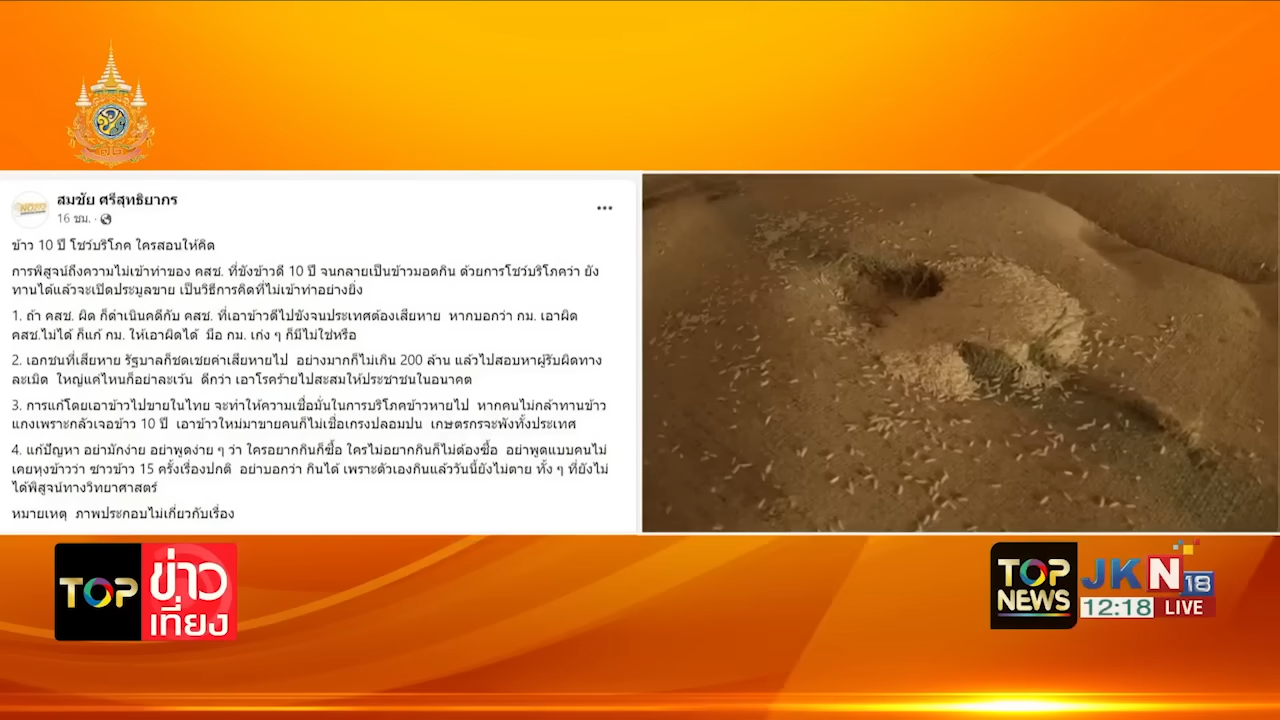 สมชัย ศรีสุทธิยากร
16 ชม.
ข้าว 10 ปี โชว์บริโภค ใครสอนให้คิด
การพิสูจน์ถึงความไม่เข้าท่าของ คสช. ที่ขังข้าวดี 10 ปี จนกลายเป็นข้าวมอดกิน ด้วยการโชว์บริโภคว่า ยัง
ทานได้แล้วจะเปิดประมูลขาย เป็นวิธีการคิดที่ไม่เข้าท่าอย่างยิ่ง
1. ถ้า คสช. ผิด ก็ดำเนินคดีกับ คสช. ที่เอาข้าวดีไปขังจนประเทศต้องเสียหาย หากบอกว่า กม. เอาผิด
คสช.ไม่ได้ ก็แก้ กม. ให้เอาผิดได้ มือ กม. เก่ง ๆ ก็มีไม่ใช่หรือ
2. เอกชนที่เสียหาย รัฐบาลก็ชดเชยค่าเสียหายไป อย่างมากก็ไม่เกิน 200 ล้าน แล้วไปสอบหาผู้รับผิดทาง
ละเมิด ใหญ่แค่ไหนก็อย่าละเว้น ดีกว่า เอาโรคร้ายไปสะสมให้ประชาชนในอนาคต
3. การแก้โดยเอาข้าวไปขายในไทย จะทำให้ความเชื่อมั่นในการบริโภคข้าวหายไป หากคนไม่กล้าทานข้าว
แกงเพราะกลัวเจอข้าว 10 ปี เอาข้าวใหม่มาขายคนก็ไม่เชื่อเกรงปลอมปน เกษตรกรจะพังทั้งประเทศ
4. แก้ปัญหา อย่ามักง่าย อย่าพูดง่าย ๆ ว่า ใครอยากกินก็ซื้อ ใครไม่อยากกินก็ไม่ต้องซื้อ อย่าพูดแบบคนไม่
เคยหุงข้าวว่า ซาวข้าว 15 ครั้งเรื่องปกติ อย่าบอกว่า กินได้ เพราะตัวเองกินแล้ววันนี้ยังไม่ตาย ทั้ง ๆ ที่ยังไม่
ได้พิสูจน์ทางวิทยาศาสตร์
หมายเหตุ ภาพประกอบไม่เกี่ยวกับเรื่อง
TOP ข่าว
เที่ยง
TOP
NEWS
JKN 18
12:18 LIVE